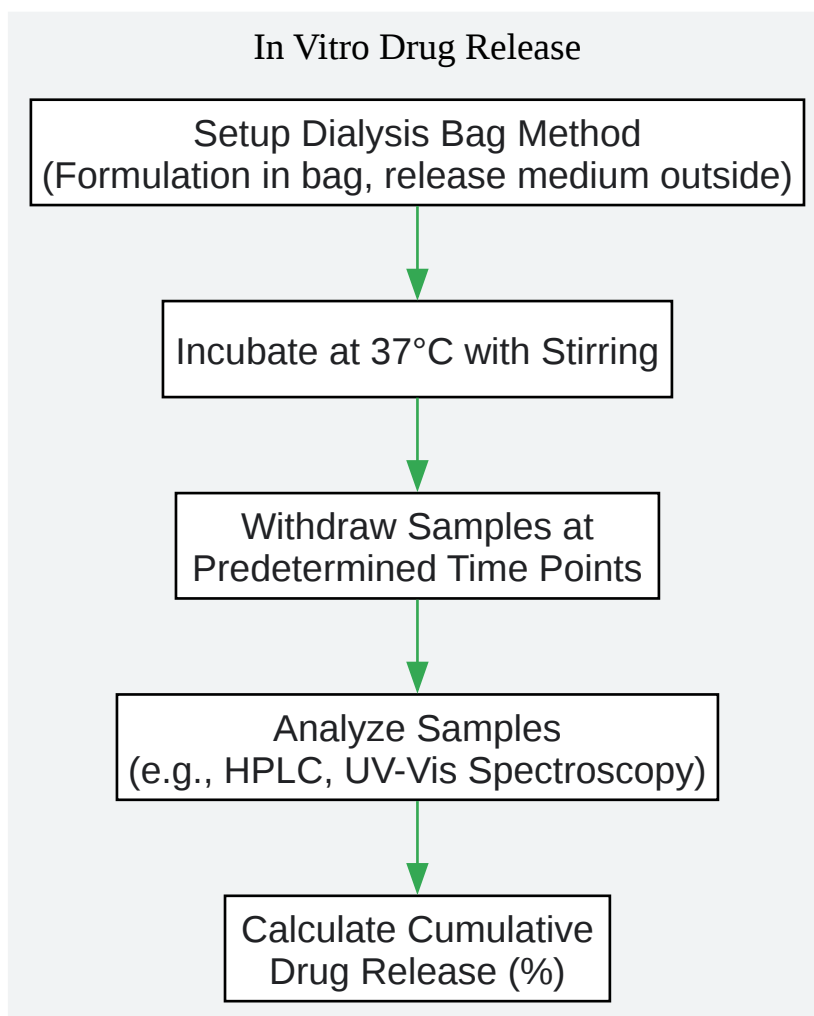 In Vitro Drug Release
Setup Dialysis Bag Method
(Formulation in bag, release medium outside)
Incubate at 37°C with Stirring
Withdraw Samples at
Predetermined Time Points
Analyze Samples
(e.g., HPLC, UV-Vis Spectroscopy)
Calculate Cumulative
Drug Release (%)